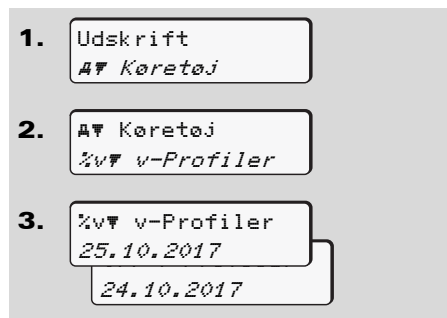 1. Udskrift
A▼ Køretøj
2. A▼ Køretøj
%v▼ v-Profiler
3. %v▼ v-Profiler
25.10.2017
24.10.2017